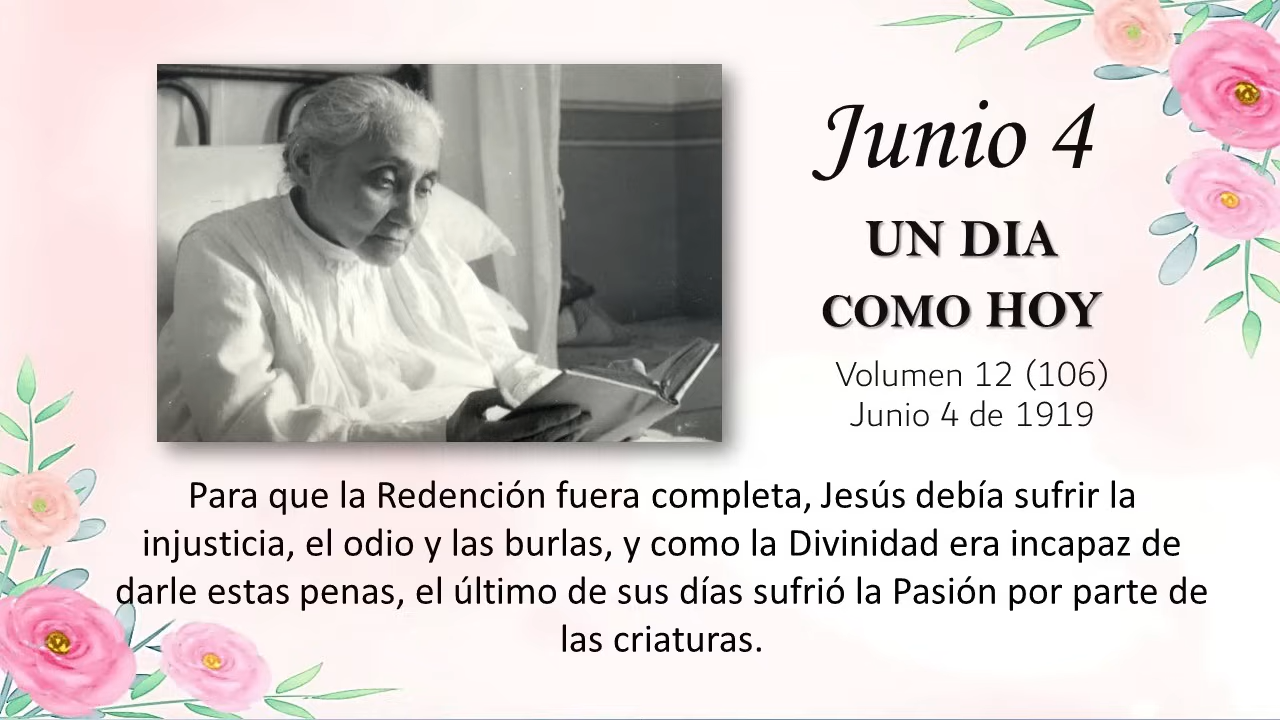 Junio 4
UN DIA
COMO HOY
Volumen 12 (106)
Junio 4 de 1919
Para que la Redención fuera completa, Jesús debía sufrir la
injusticia, el odio y las burlas, y como la Divinidad era incapaz de
darle estas penas, el último de sus días sufrió la Pasión por parte de
las criaturas.